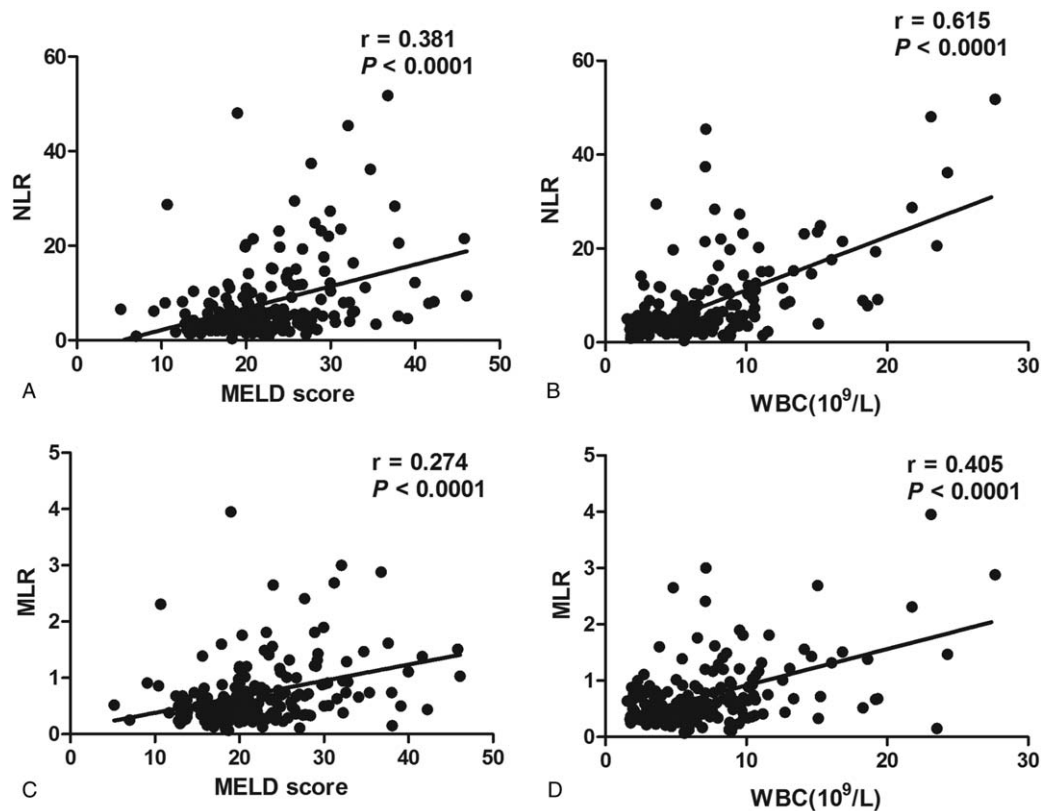 r = 0.381
P < 0.0001
60
40
20
0
NLR
0 10 20 30 40 50
MELD score
A
r = 0.615
P < 0.0001
60
40
20
0
NLR
0 10 20 30
WBC(10⁹/L)
B
r = 0.274
P < 0.0001
5
4
3
2
1
0
MLR
0 10 20 30 40 50
MELD score
C
r = 0.405
P < 0.0001
5
4
3
2
1
0
MLR
0 10 20 30
WBC(10⁹/L)
D